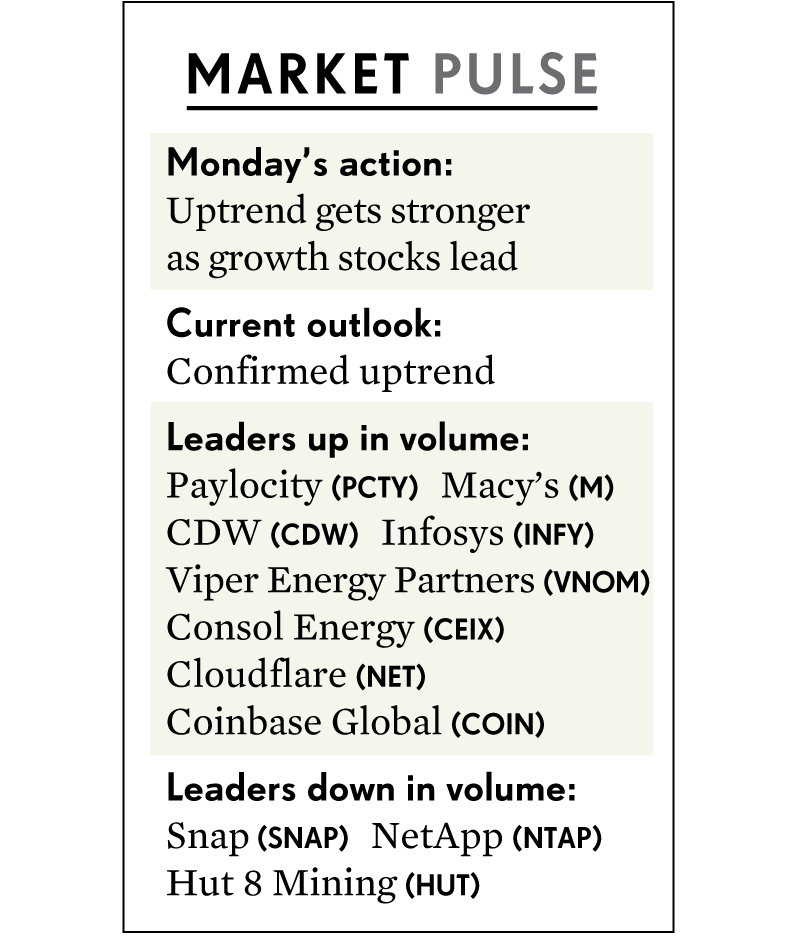 MARKET PULSE
Monday’s action:
Uptrend gets stronger
as growth stocks lead
Current outlook:
Confirmed uptrend
Leaders up in volume:
Paylocity (PCTY) Macy’s (M)
CDW (CDW) Infosys (INFY)
Viper Energy Partners (VNOM)
Consol Energy (CEIX)
Cloudflare (NET)
Coinbase Global (COIN)
Leaders down in volume:
Snap (SNAP) NetApp (NTAP)
Hut 8 Mining (HUT)